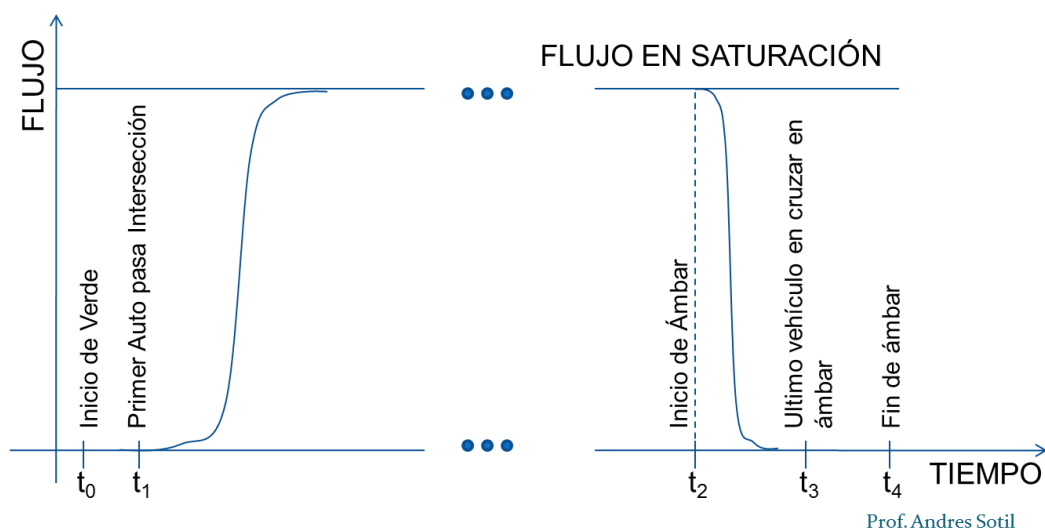 FLUJO EN SATURACIÓN
FLUJO
Inicio de Verde
Primer Auto pasa Intersección
Inicio de Ámbar
Ultimo vehículo en cruzar en
ámbar
Fin de ámbar
t0
t1
t2
t3
t4
TIEMPO
Prof. Andres Sotil